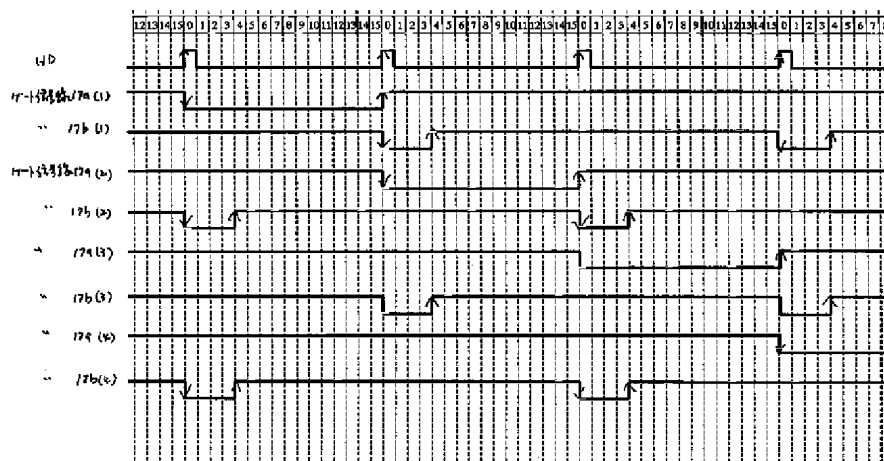 12 13 14 15 0 1 2 3 4 5 6 7 8 9 10 11 12 13 14 15 0 1 2 3 4 5 6 7 8 9 10 11 12 13 14 15 0 1 2 3 4 5 6 7 8 9 10 11 12 13 14 15 0 1 2 3 4 5 6 7
WD
17a (1)
〃 17b (1)
17a (2)
〃 17b (2)
〃 17a (3)
〃 17b (3)
〃 17a (4)
〃 17b (4)